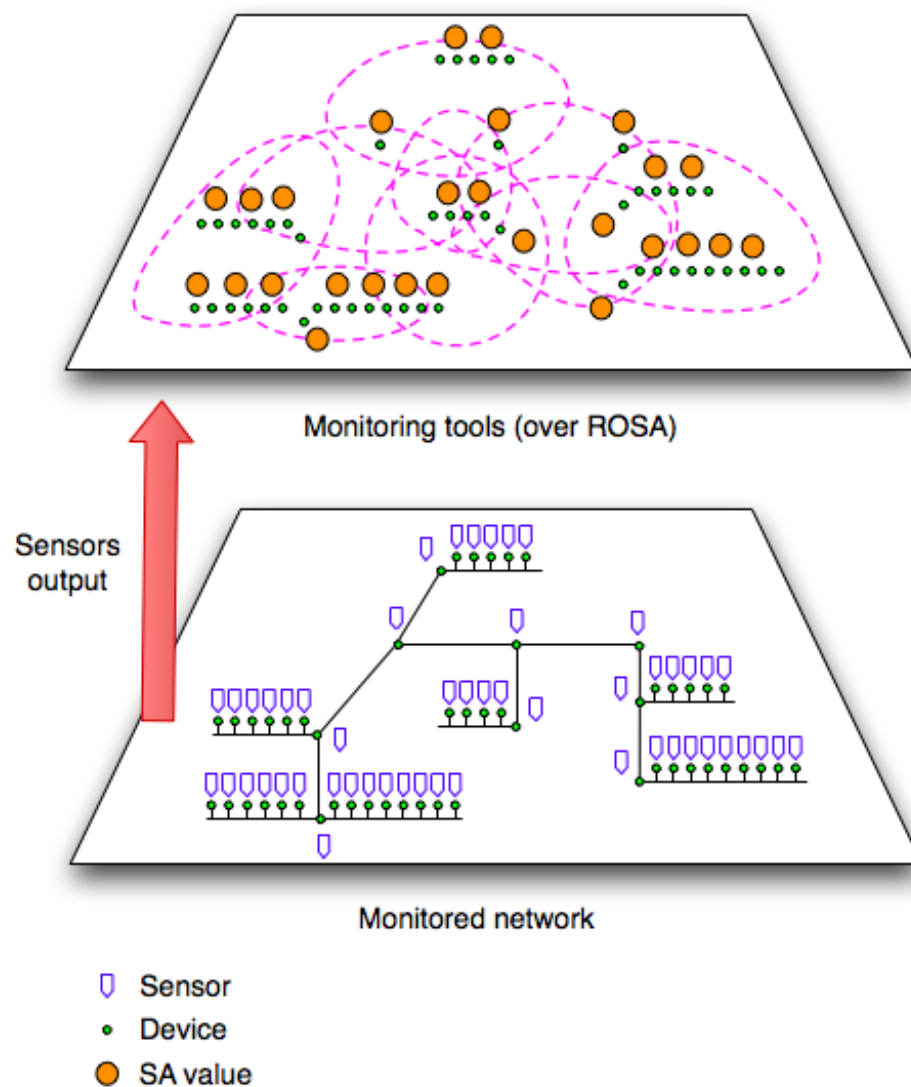 Monitoring tools (over ROSA)
Sensors
output
Monitored network
Sensor
Device
SA value